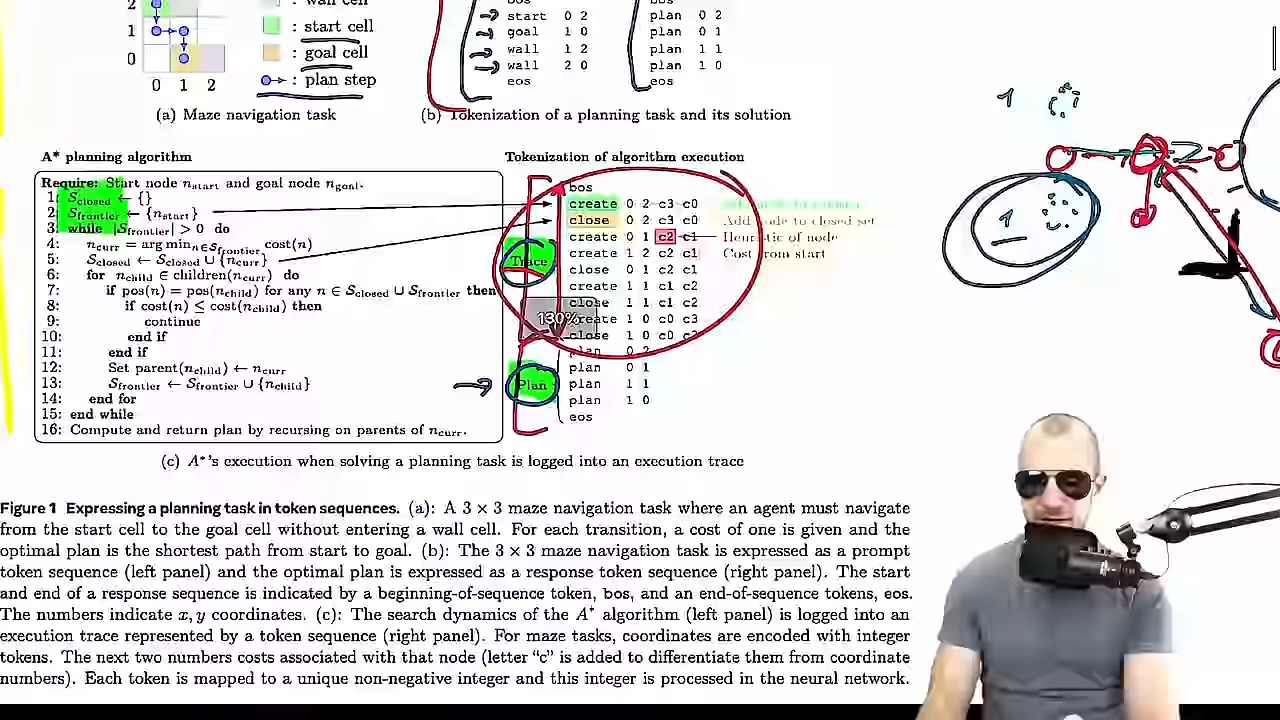 2
: wall cell
start 0 2
plan 0 2
1
: start cell
goal 1 0
plan 0 1
wall 1 2
plan 1 1
0
: goal cell
wall 2 0
plan 1 0
0 1 2
: plan step
eos
eos
(a) Maze navigation task
(b) Tokenization of a planning task and its solution
A* planning algorithm
Tokenization of algorithm execution
Require: Start node n_start and goal node n_goal.
1: S_closed ← {}
2: S_frontier ← {n_start}
3: while |S_frontier| > 0 do
4: n_curr = arg min_{n∈S_frontier} cost(n)
5: S_closed ← S_closed ∪ {n_curr}
6: for n_child ∈ children(n_curr) do
7: if pos(n) = pos(n_child) for any n ∈ S_closed ∪ S_frontier then
8: if cost(n) ≤ cost(n_child) then
9: continue
10: end if
11: end if
12: Set parent(n_child) ← n_curr
13: S_frontier ← S_frontier ∪ {n_child}
14: end for
15: end while
16: Compute and return plan by recursing on parents of n_curr.
Trace
Plan
bos
create 0 2 c3 c0
close 0 2 c3 c0 Add node to closed set
create 0 1 c2 c1 Heuristic of node
create 1 2 c2 c1 Cost from start
close 0 1 c2 c1
create 1 1 c1 c2
close 1 1 c1 c2
create 1 0 c0 c3
close 1 0 c0
130%
plan 0 2
plan 0 1
plan 1 1
plan 1 0
eos
1
1
(c) A*'s execution when solving a planning task is logged into an execution trace
Figure 1 Expressing a planning task in token sequences. (a): A 3 × 3 maze navigation task where an agent must navigate
from the start cell to the goal cell without entering a wall cell. For each transition, a cost of one is given and the
optimal plan is the shortest path from start to goal. (b): The 3 × 3 maze navigation task is expressed as a prompt
token sequence (left panel) and the optimal plan is expressed as a response token sequence (right panel). The start
and end of a response sequence is indicated by a beginning-of-sequence token, bos, and an end-of-sequence tokens, eos.
The numbers indicate x, y coordinates. (c): The search dynamics of the A* algorithm (left panel) is logged into an
execution trace represented by a token sequence (right panel). For maze tasks, coordinates are encoded with integer
tokens. The next two numbers costs associated with that node (letter “c” is added to differentiate them from coordinate
numbers). Each token is mapped to a unique non-negative integer and this integer is processed in the neural network.